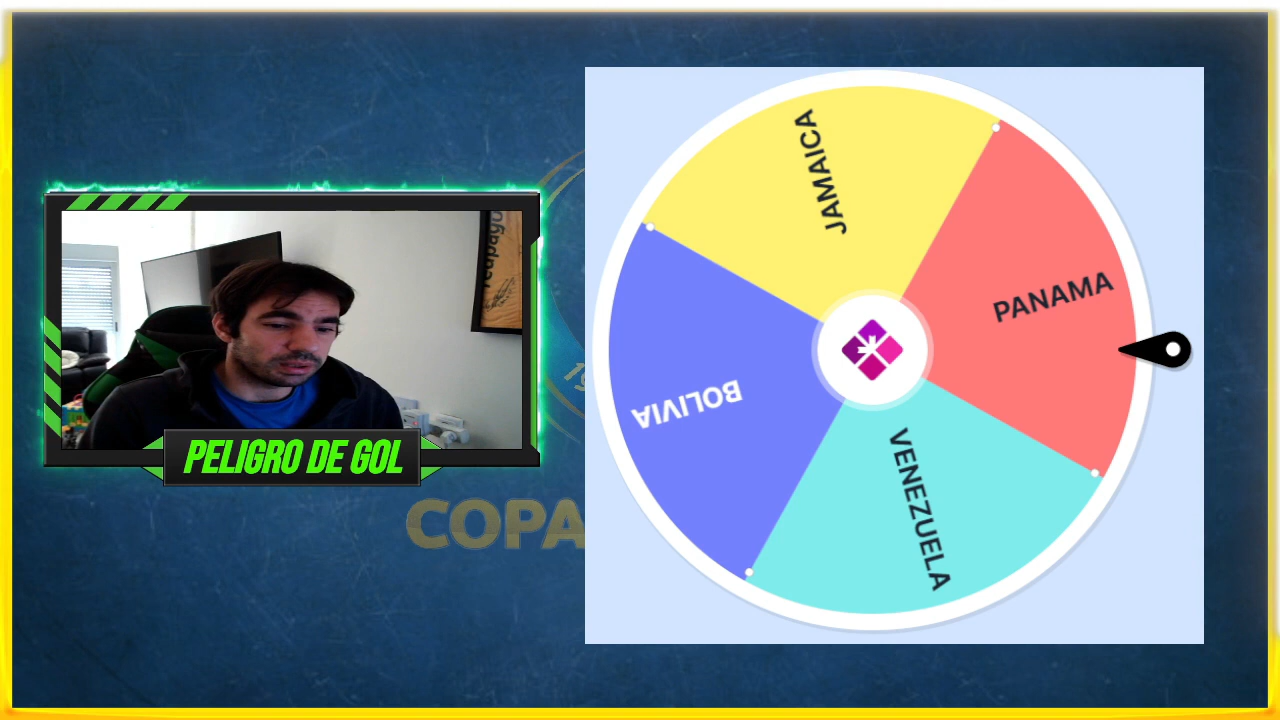 JAMAICA
PANAMA
BOLIVIA
VENEZUELA
PELIGRO DE GOL
COPA